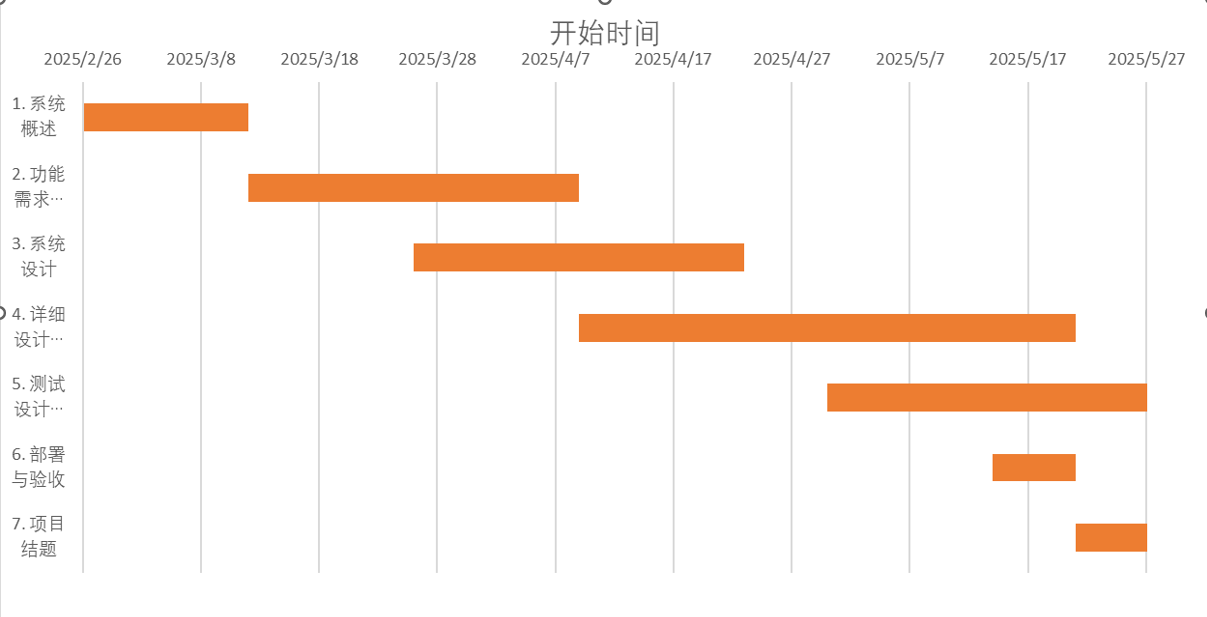 开始时间
2025/2/26 2025/3/8 2025/3/18 2025/3/28 2025/4/7 2025/4/17 2025/4/27 2025/5/7 2025/5/17 2025/5/27
1. 系统
概述
2. 功能
需求…
3. 系统
设计
4. 详细
设计…
5. 测试
设计…
6. 部署
与验收
7. 项目
结题